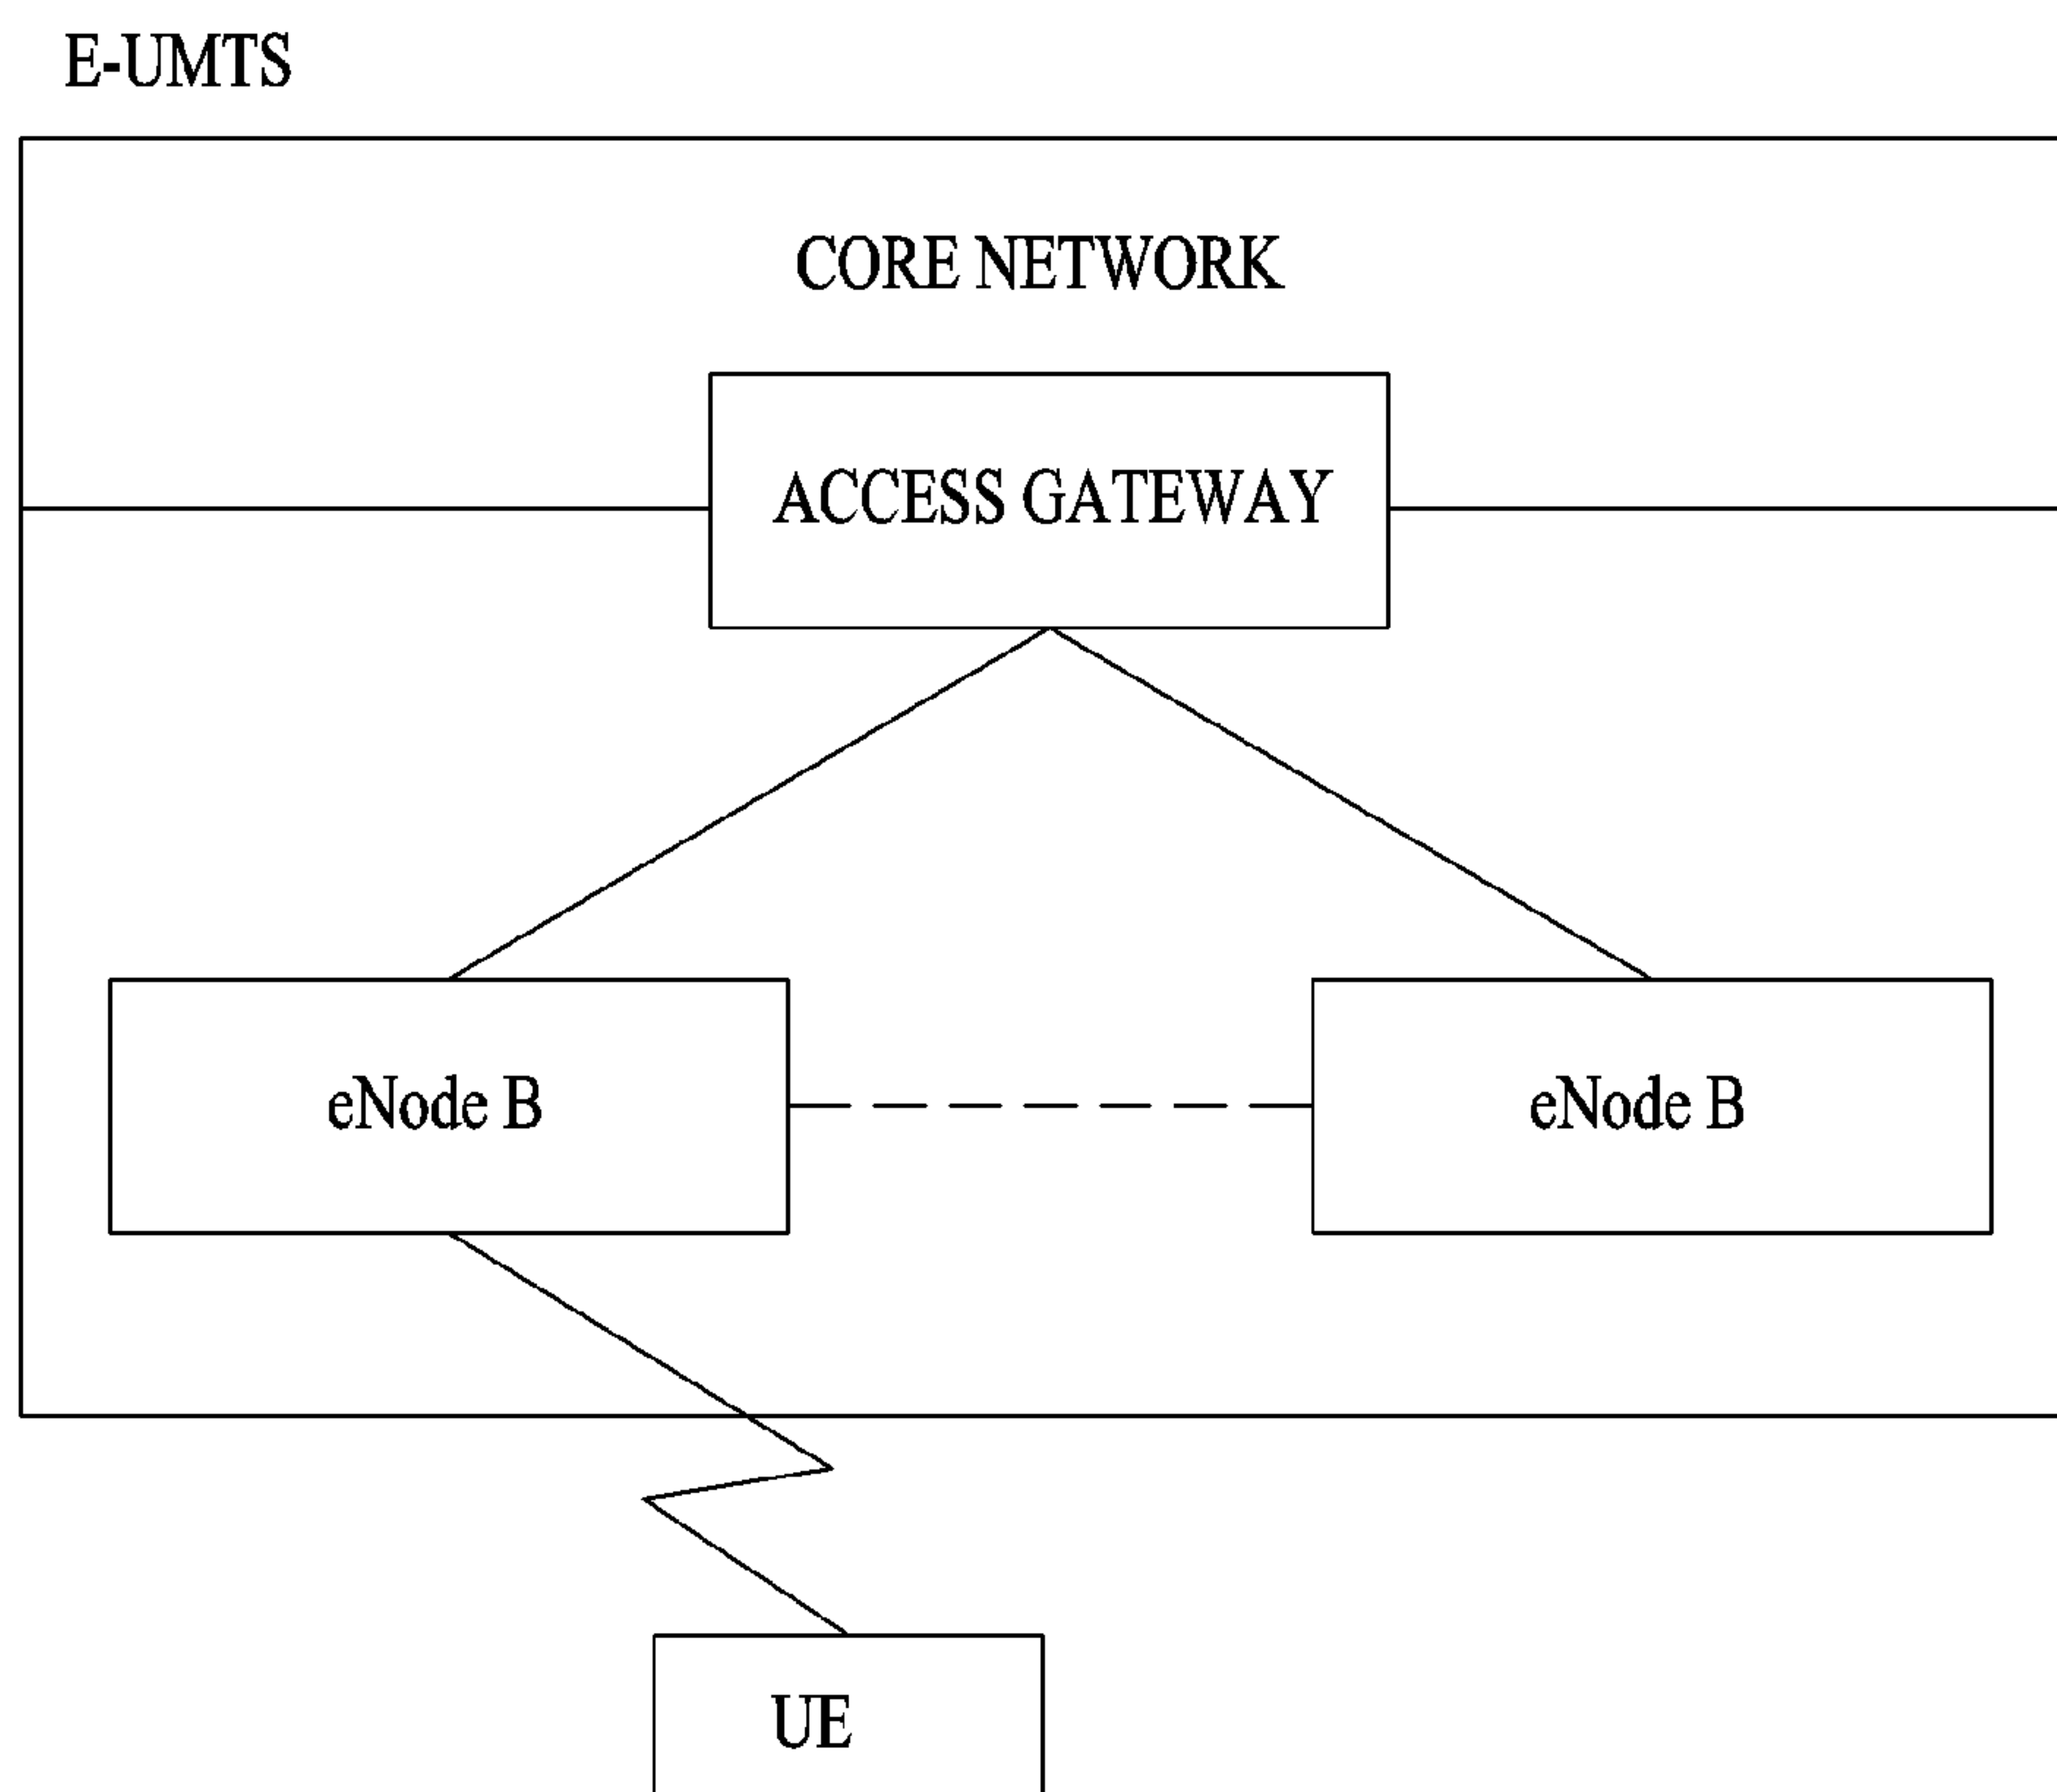 E-UMTS
CORE NETWORK
ACCESS GATEWAY
eNode B
eNode B
UE